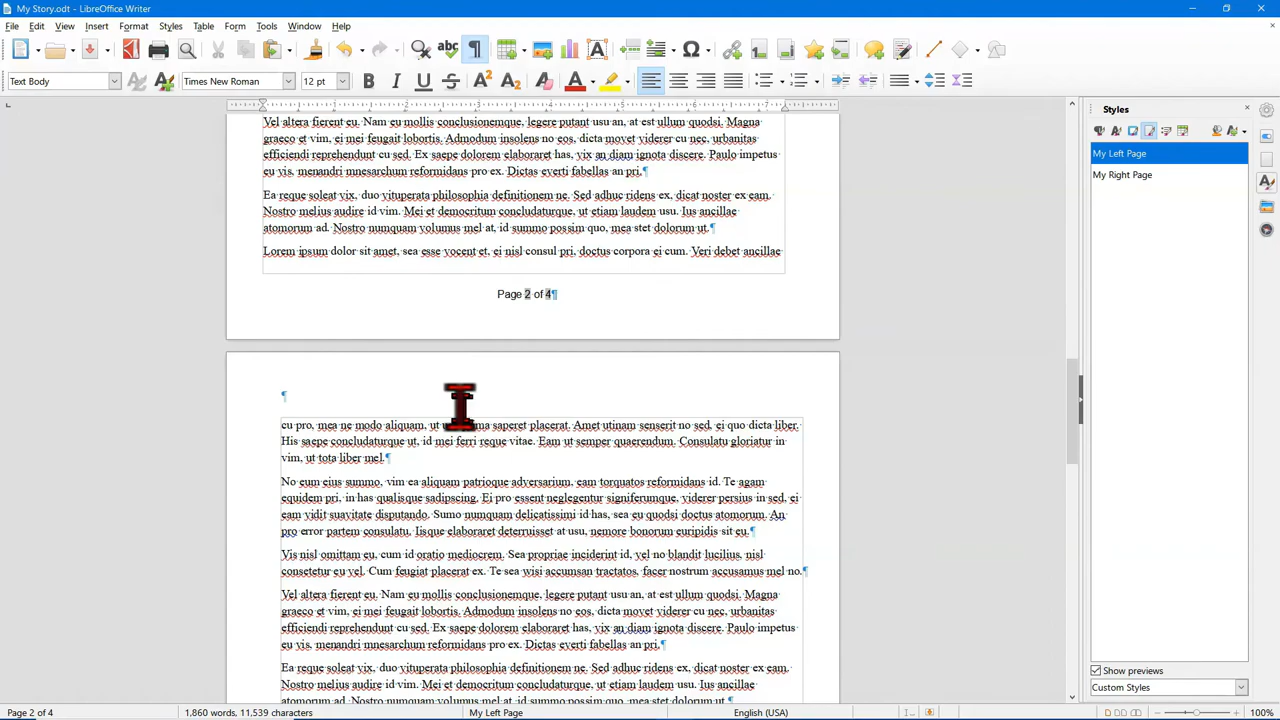 My Story.odt - LibreOffice Writer
File Edit View Insert Format Styles Table Form Tools Window Help
Text Body Times New Roman 12 pt
Styles
Vel altera fierent eu. Nam eu mollis conclusionemque, legere putant usu an, at est ullum quodsi. Magna
graeco et vim, ei mei feugait lobortis. Admodum insolens no eos, dicta movet viderer cu nec, urbanitas
efficiendi reprehendunt cu sed. Ex saepe dolorem elaboraret has, vix an diam ignota discere. Paulo impetus
eu vis, menandri mnesarchum reformidans pro ex. Dictas everti fabellas an pri.¶
Ea reque soleat vix, duo vituperata philosophia definitionem ne. Sed adhuc ridens ex, dicat noster ex eam.
Nostro melius audire id vim. Mei et democritum concludaturque, ut etiam laudem usu. Ius ancillae
atomorum ad. Nostro numquam volumus mel at, id summo possim quo, mea stet dolorum ut.¶
Lorem ipsum dolor sit amet, sea esse vocent et, ei nisl consul pri, doctus corpora ei cum. Veri debet ancillae
Page 2 of 4¶
¶
cu pro, mea ne modo aliquam, ut saperet placerat. Amet utinam senserit no sed, ei quo dicta liber.
His saepe concludaturque ut, id mei ferri reque vitae. Eam ut semper quaerendum. Consulatu gloriatur in
vim, ut tota liber mel.¶
No eum eius summo, vim ea aliquam patrioque adversarium, eam torquatos reformidans id. Te agam
equidem pri, in has qualisque sadipscing. Ei pro essent neglegentur signiferumque, viderer persius in sed, ei
eam vidit suavitate disputando. Sumo numquam delicatissimi id has, sea eu quodsi doctus atomorum. An
pro error partem consulatu. Iisque elaboraret deterruisset at usu, nemore bonorum euripidis sit eu.¶
Vis nisl omittam eu, cum id oratio mediocrem. Sea propriae inciderint id, vel no blandit lucilius, nisl
consetetur eu vel. Cum feugiat placerat ex. Te sea wisi accumsan tractatos, facer nostrum accusamus mel no.¶
Vel altera fierent eu. Nam eu mollis conclusionemque, legere putant usu an, at est ullum quodsi. Magna
graeco et vim, ei mei feugait lobortis. Admodum insolens no eos, dicta movet viderer cu nec, urbanitas
efficiendi reprehendunt cu sed. Ex saepe dolorem elaboraret has, vix an diam ignota discere. Paulo impetus
eu vis, menandri mnesarchum reformidans pro ex. Dictas everti fabellas an pri.¶
Ea reque soleat vix, duo vituperata philosophia definitionem ne. Sed adhuc ridens ex, dicat noster ex eam.
Nostro melius audire id vim. Mei et democritum concludaturque, ut etiam laudem usu. Ius ancillae
atomorum ad. Nostro numquam volumus mel at, id summo possim quo, mea stet dolorum ut.¶
My Left Page
My Right Page
Show previews
Custom Styles
Page 2 of 4 1,860 words, 11,539 characters My Left Page English (USA) 100%